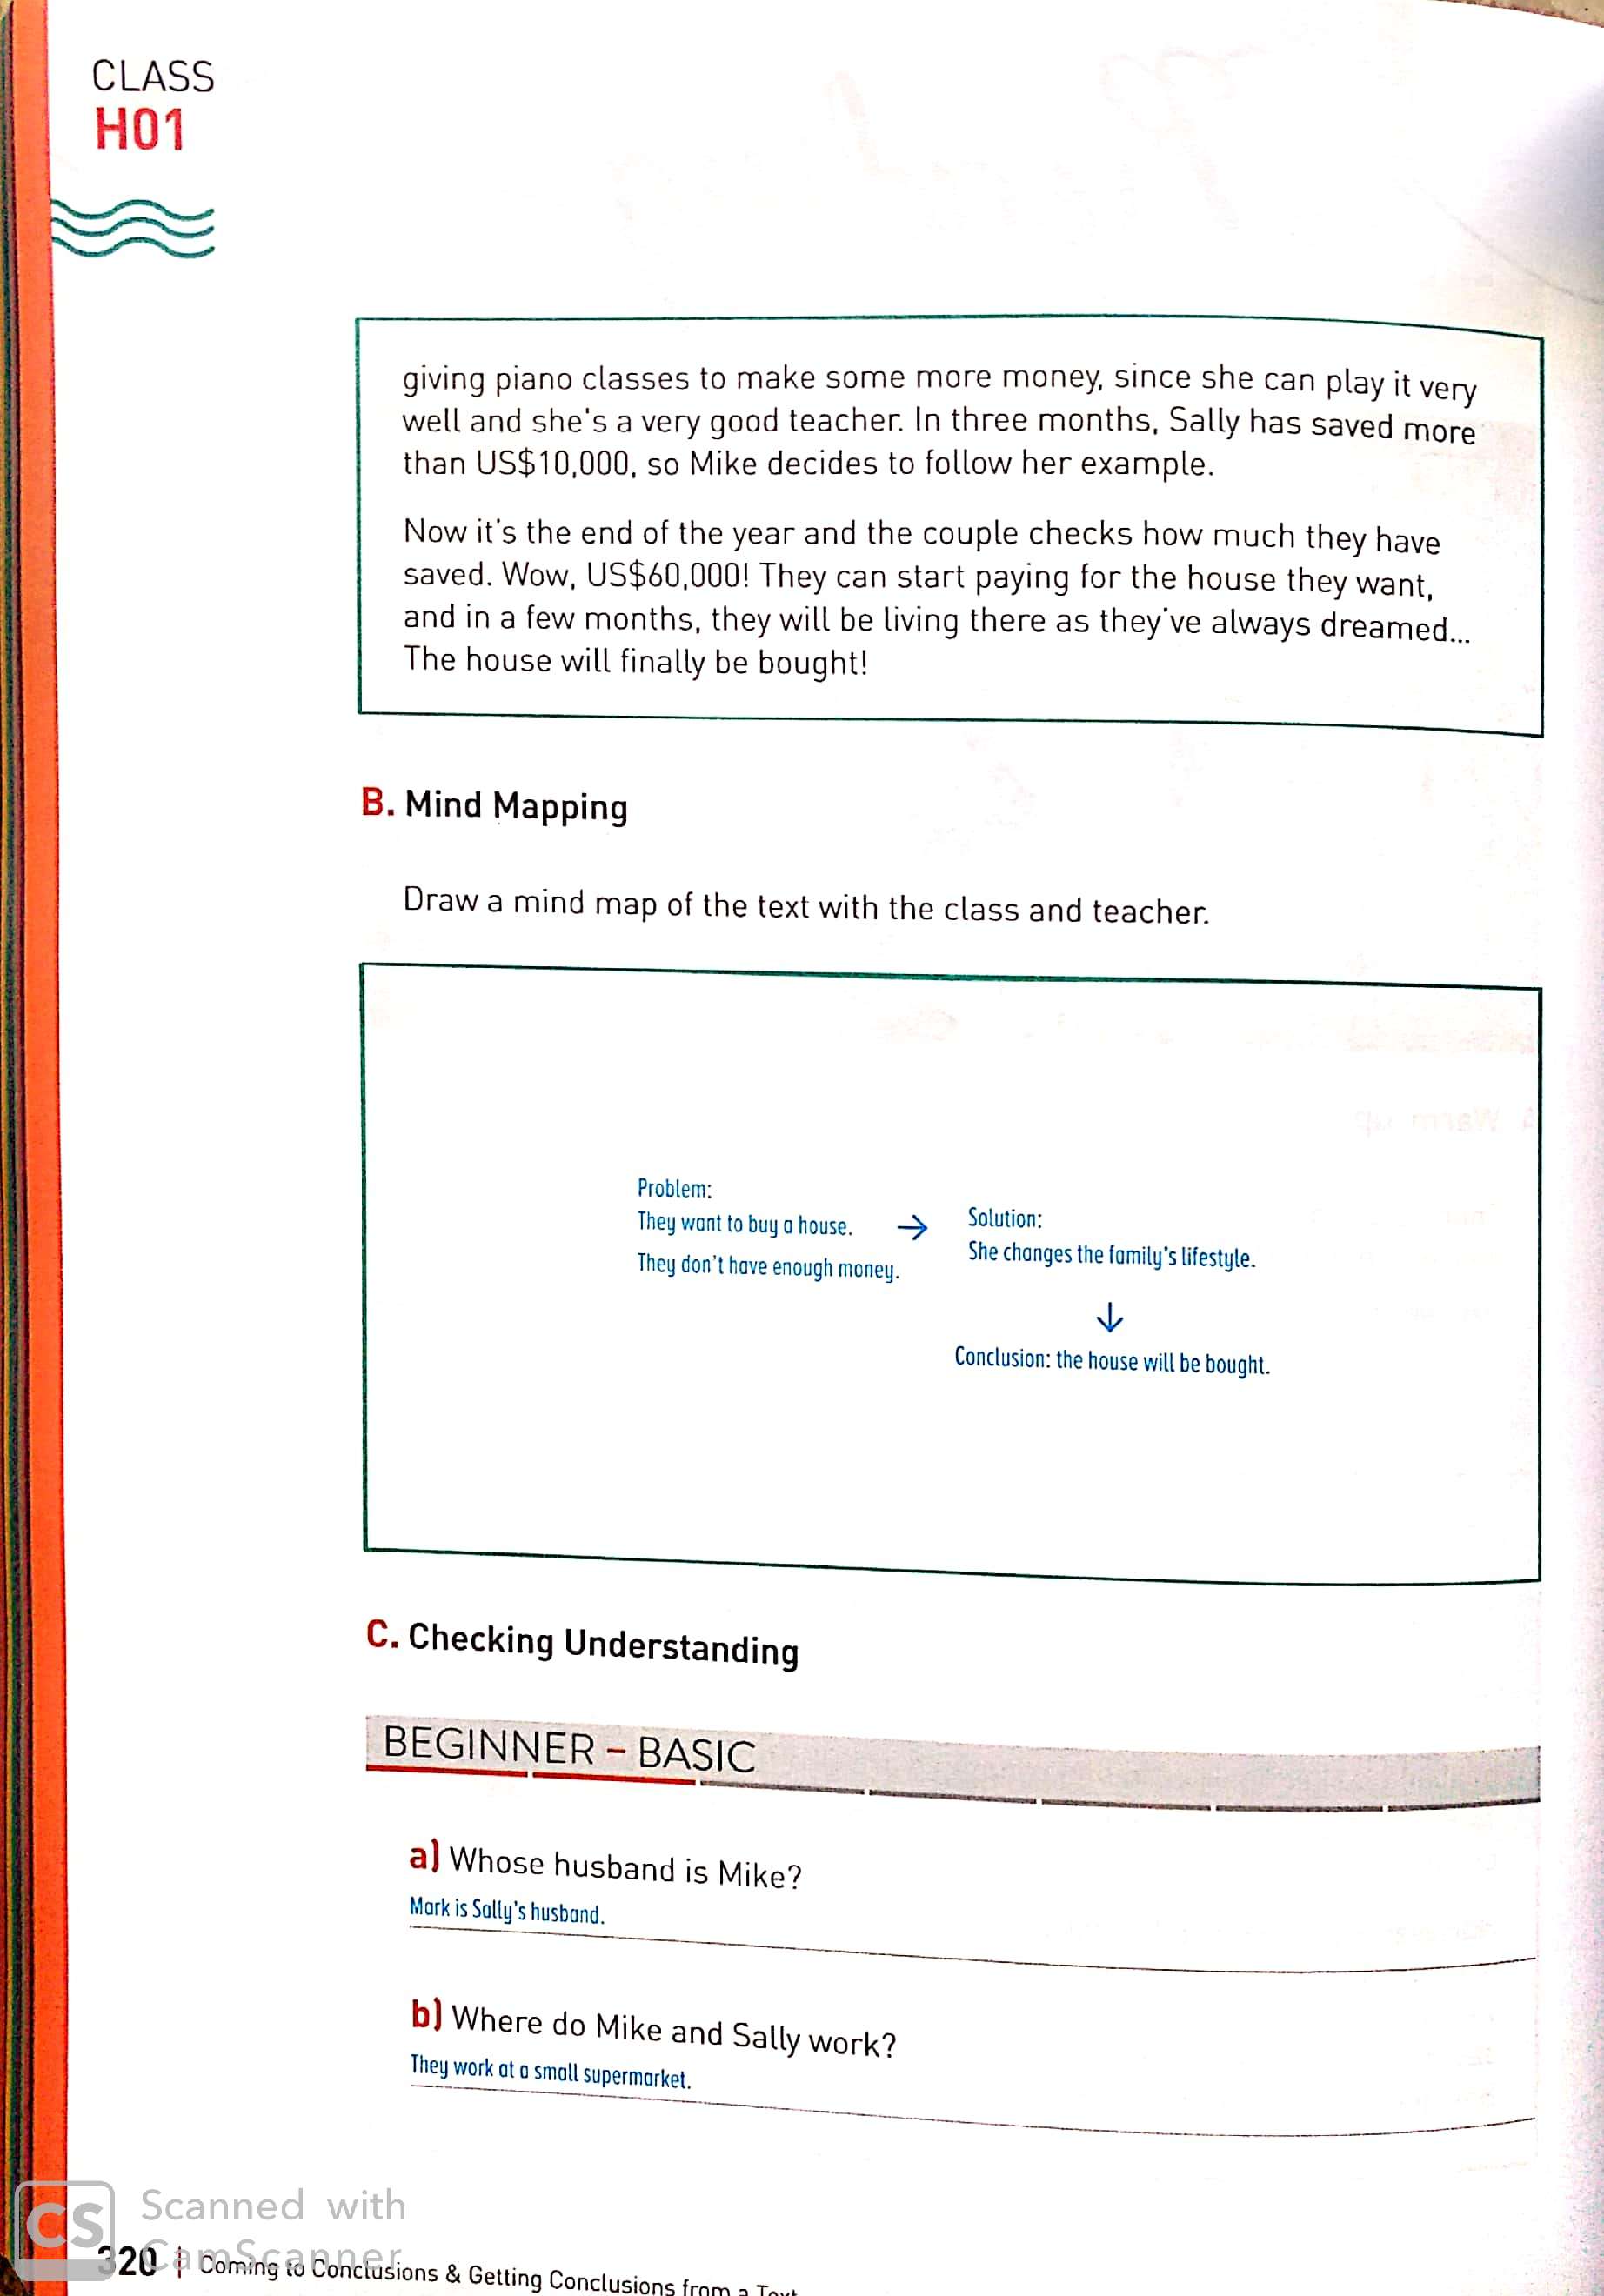 CLASS
H01
giving piano classes to make some more money, since she can play it very
well and she's a very good teacher. In three months, Sally has saved more
than US$10,000, so Mike decides to follow her example.
Now it's the end of the year and the couple checks how much they have
saved. Wow, US$60,000! They can start paying for the house they want,
and in a few months, they will be living there as they've always dreamed...
The house will finally be bought!
B. Mind Mapping
Draw a mind map of the text with the class and teacher.
Problem:
They want to buy a house.
They don't have enough money.
→
Solution:
She changes the family's lifestyle.
↓
Conclusion: the house will be bought.
C. Checking Understanding
BEGINNER – BASIC
a) Whose husband is Mike?
Mark is Sally's husband.
b) Where do Mike and Sally work?
They work at a small supermarket.
CS Scanned with
CamScanner
320 | Coming to Conclusions & Getting Conclusions from a Text